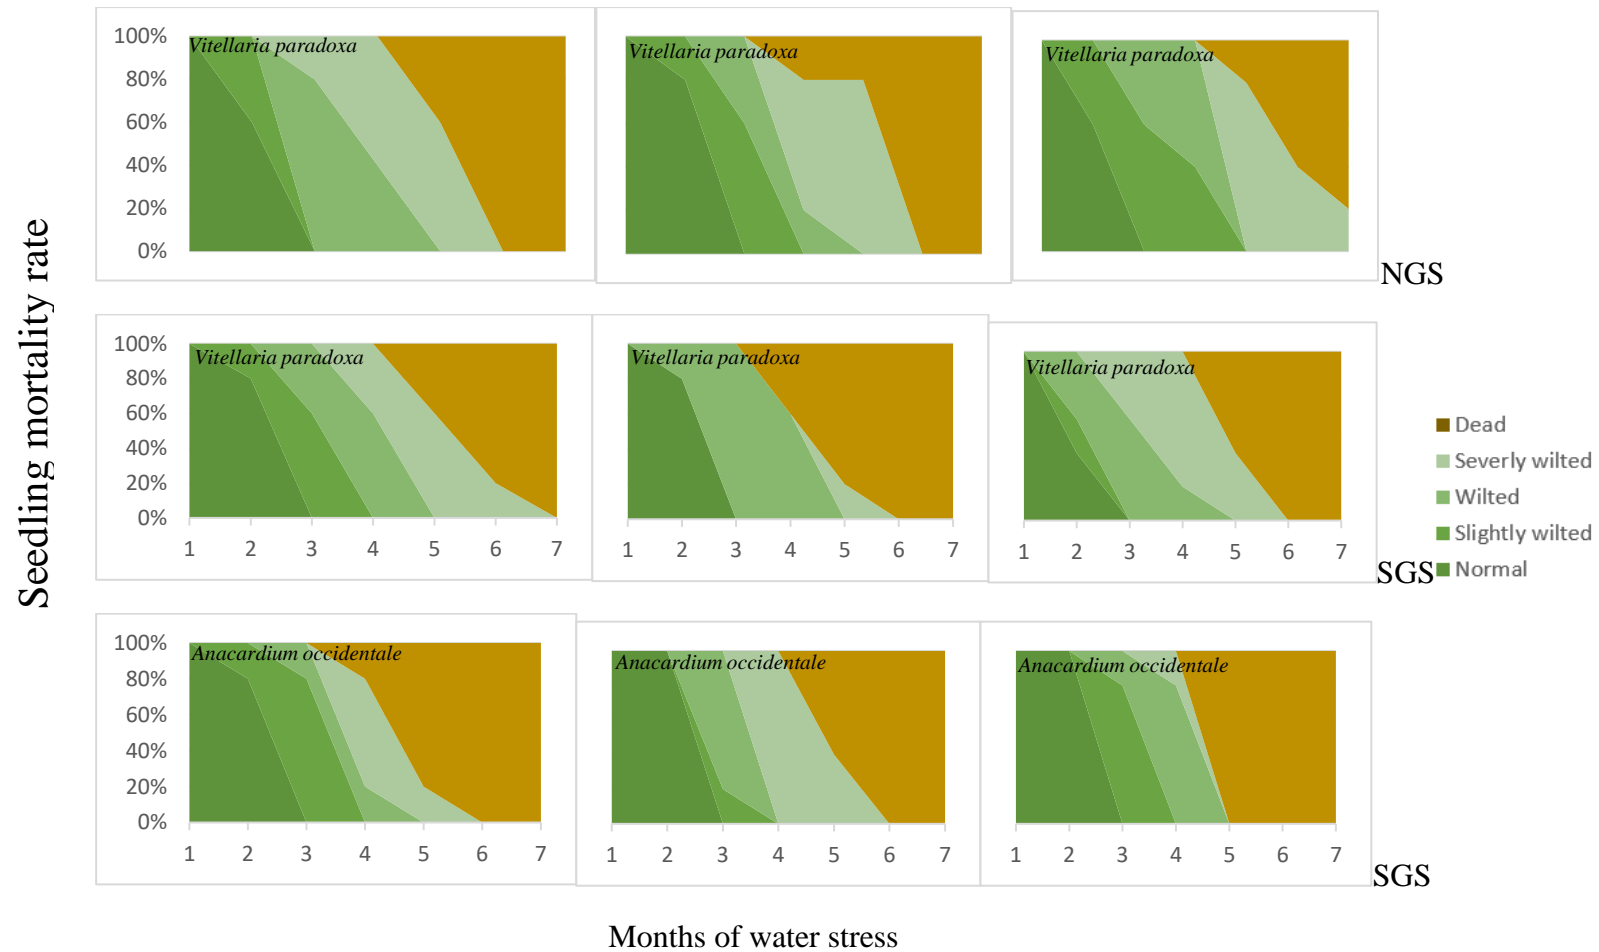 Seedling mortality rate
100%
80%
60%
40%
20%
0%
Vitellaria paradoxa
Vitellaria paradoxa
Vitellaria paradoxa
NGS
100%
80%
60%
40%
20%
0%
Vitellaria paradoxa
1 2 3 4 5 6 7
Vitellaria paradoxa
1 2 3 4 5 6 7
Vitellaria paradoxa
1 2 3 4 5 6 7
SGS
Dead
Severly wilted
Wilted
Slightly wilted
Normal
100%
80%
60%
40%
20%
0%
Anacardium occidentale
1 2 3 4 5 6 7
Anacardium occidentale
1 2 3 4 5 6 7
Anacardium occidentale
1 2 3 4 5 6 7
SGS
Months of water stress